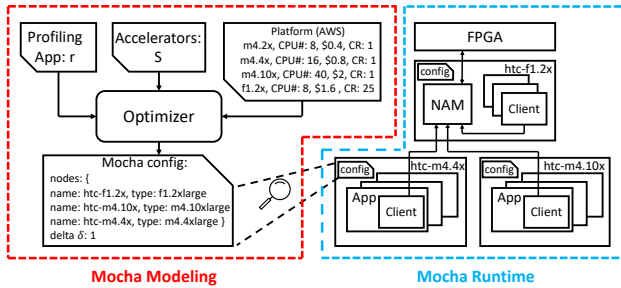 Profiling
App: r
Accelerators:
S
Platform (AWS)
m4.2x, CPU#: 8, $0.4, CR: 1
m4.4x, CPU#: 16, $0.8, CR: 1
m4.10x, CPU#: 40, $2, CR: 1
f1.2x, CPU#: 8, $1.6 , CR: 25
Optimizer
Mocha config:
nodes: {
name: htc-f1.2x, type: f1.2xlarge
name: htc-m4.10x, type: m4.10xlarge
name: htc-m4.4x, type: m4.4xlarge }
delta δ: 1
Mocha Modeling
FPGA
config
htc-f1.2x
NAM
Client
config
htc-m4.4x
App
Client
config
htc-m4.10x
App
Client
Mocha Runtime